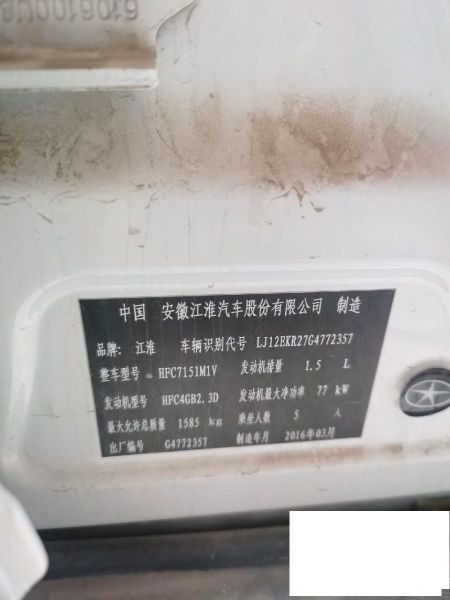 中国 安徽江淮汽车股份有限公司 制造
品牌: 江淮 车辆识别代号 LJ12EKR27G4772357
整车型号 HFC7151M1V 发动机排量 1.5 L
发动机型号 HFC4GB2.3D 发动机最大净功率 77 kW
最大允许总质量 1585 kg 乘坐人数 5 人
出厂编号 G4772357 制造年月 2016年03月